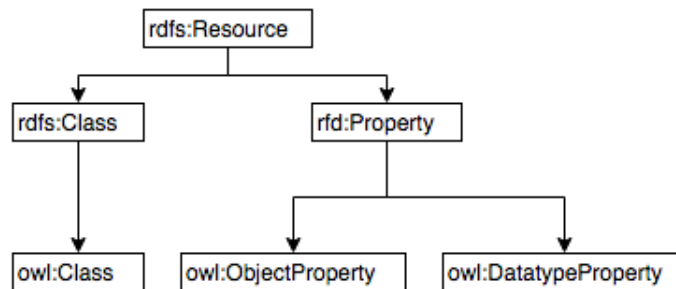 rdfs:Resource
rdfs:Class
rfd:Property
owl:Class
owl:ObjectProperty
owl:DatatypeProperty